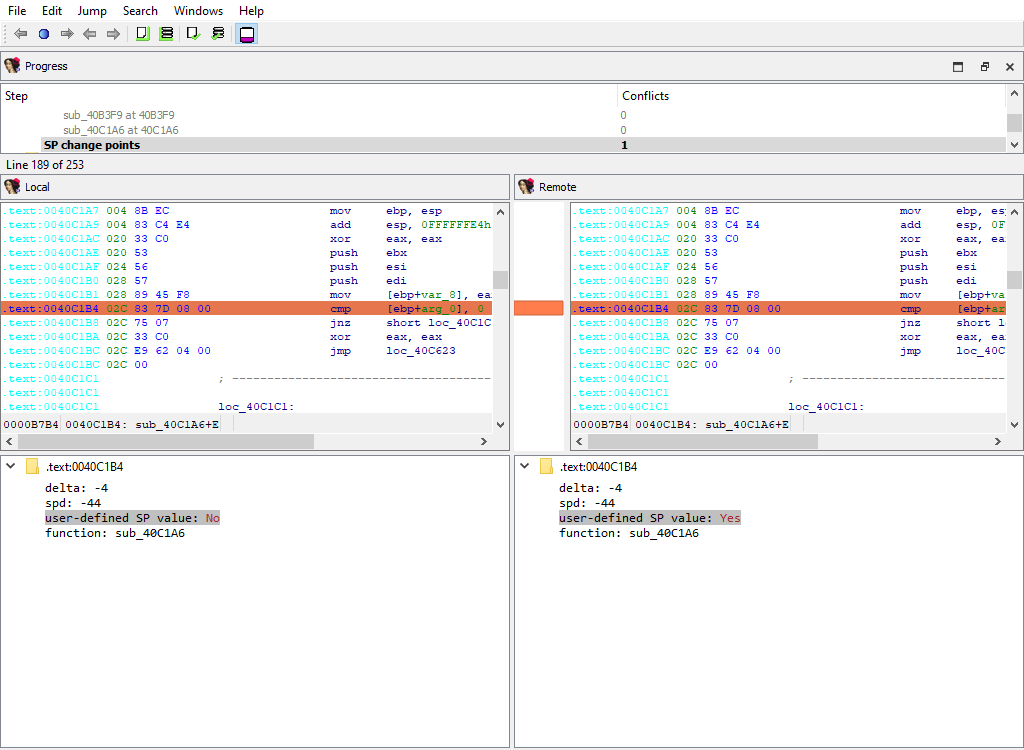 File Edit Jump Search Windows Help
Progress
Step Conflicts
sub_40B3F9 at 40B3F9 0
sub_40C1A6 at 40C1A6 0
SP change points 1
Line 189 of 253
Local
.text:0040C1A7 004 8B EC mov ebp, esp
.text:0040C1A9 004 83 C4 E4 add esp, 0FFFFFFE4h
.text:0040C1AC 020 33 C0 xor eax, eax
.text:0040C1AE 020 53 push ebx
.text:0040C1AF 024 56 push esi
.text:0040C1B0 028 57 push edi
.text:0040C1B1 028 89 45 F8 mov [ebp+var_8], ea
.text:0040C1B4 02C 83 7D 08 00 cmp [ebp+arg_0], 0
.text:0040C1B8 02C 75 07 jnz short loc_40C1C
.text:0040C1BA 02C 33 C0 xor eax, eax
.text:0040C1BC 02C E9 62 04 00 jmp loc_40C623
.text:0040C1BC 02C 00
.text:0040C1C1 ; -------------------------------------
.text:0040C1C1
.text:0040C1C1 loc_40C1C1:
0000B7B4 0040C1B4: sub_40C1A6+E
Remote
.text:0040C1A7 004 8B EC mov ebp, es
.text:0040C1A9 004 83 C4 E4 add esp, 0F
.text:0040C1AC 020 33 C0 xor eax, ea
.text:0040C1AE 020 53 push ebx
.text:0040C1AF 024 56 push esi
.text:0040C1B0 028 57 push edi
.text:0040C1B1 028 89 45 F8 mov [ebp+va
.text:0040C1B4 02C 83 7D 08 00 cmp [ebp+ar
.text:0040C1B8 02C 75 07 jnz short l
.text:0040C1BA 02C 33 C0 xor eax, ea
.text:0040C1BC 02C E9 62 04 00 jmp loc_40C
.text:0040C1BC 02C 00
.text:0040C1C1 ; -----------------------------
.text:0040C1C1
.text:0040C1C1 loc_40C1C1:
0000B7B4 0040C1B4: sub_40C1A6+E
.text:0040C1B4
delta: -4
spd: -44
user-defined SP value: No
function: sub_40C1A6
.text:0040C1B4
delta: -4
spd: -44
user-defined SP value: Yes
function: sub_40C1A6